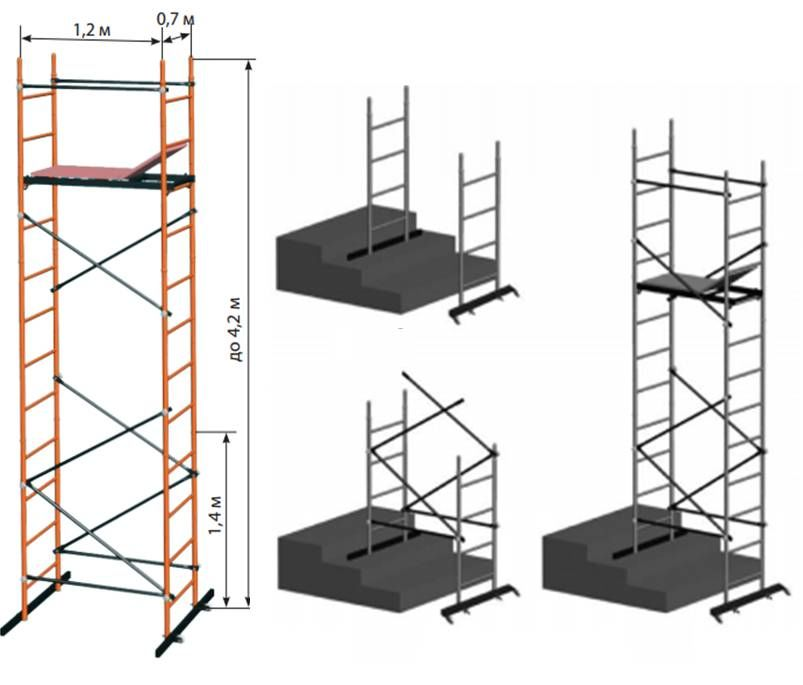 1,2 м
0,7 м
до 4,2 м
1,4 м